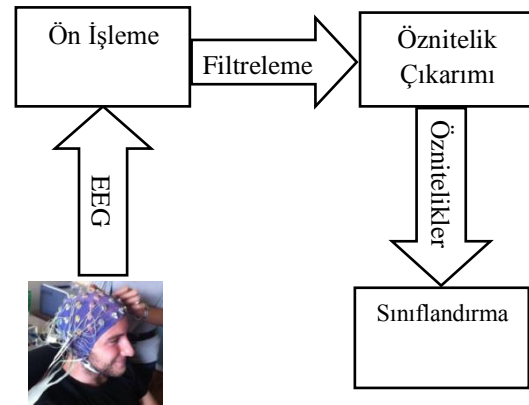 Ön İşleme
Filtreleme
Öznitelik
Çıkarımı
EEG
Öznitelikler
Sınıflandırma